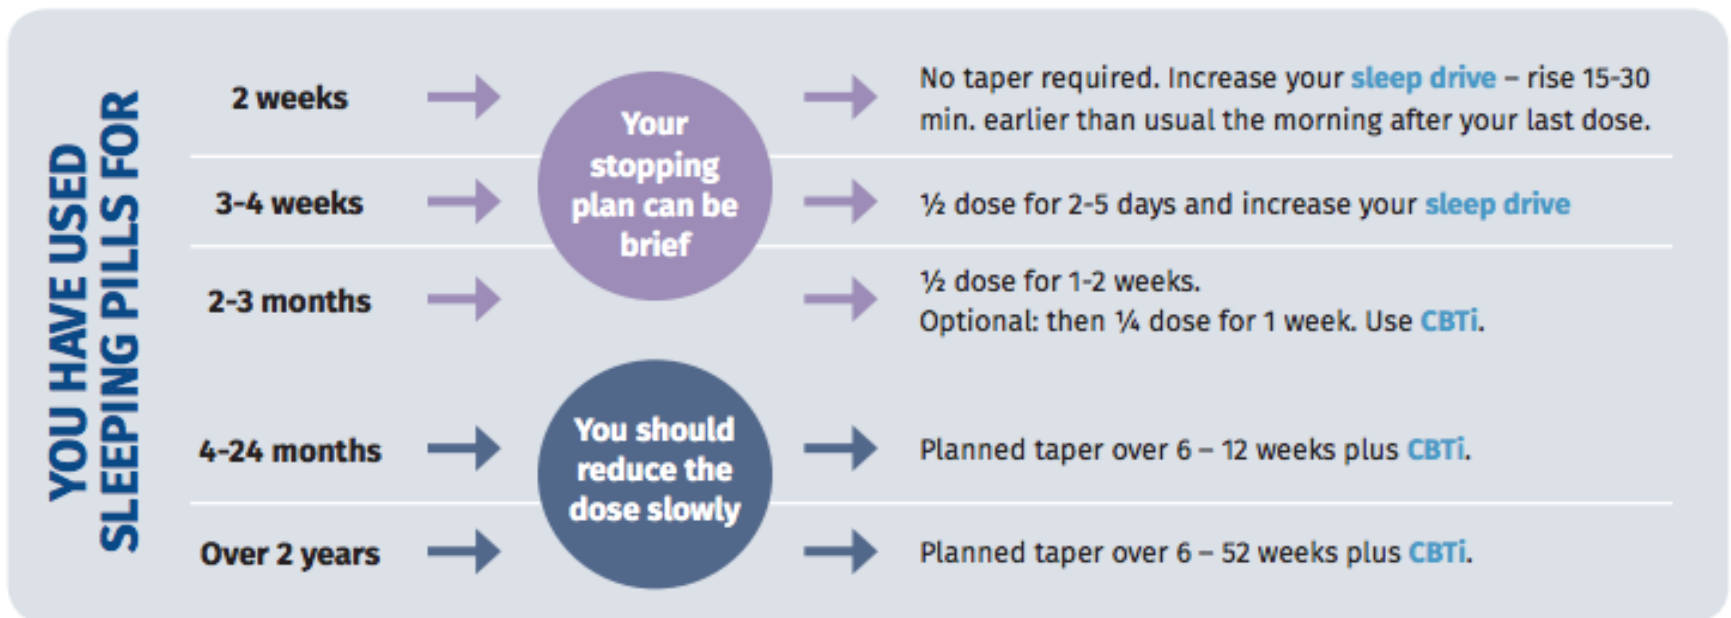 YOU HAVE USED
SLEEPING PILLS FOR
2 weeks
Your
stopping
plan can be
brief
No taper required. Increase your sleep drive – rise 15-30
min. earlier than usual the morning after your last dose.
3-4 weeks
½ dose for 2-5 days and increase your sleep drive
2-3 months
½ dose for 1-2 weeks.
Optional: then ¼ dose for 1 week. Use CBTi.
4-24 months
You should
reduce the
dose slowly
Planned taper over 6 – 12 weeks plus CBTi.
Over 2 years
Planned taper over 6 – 52 weeks plus CBTi.